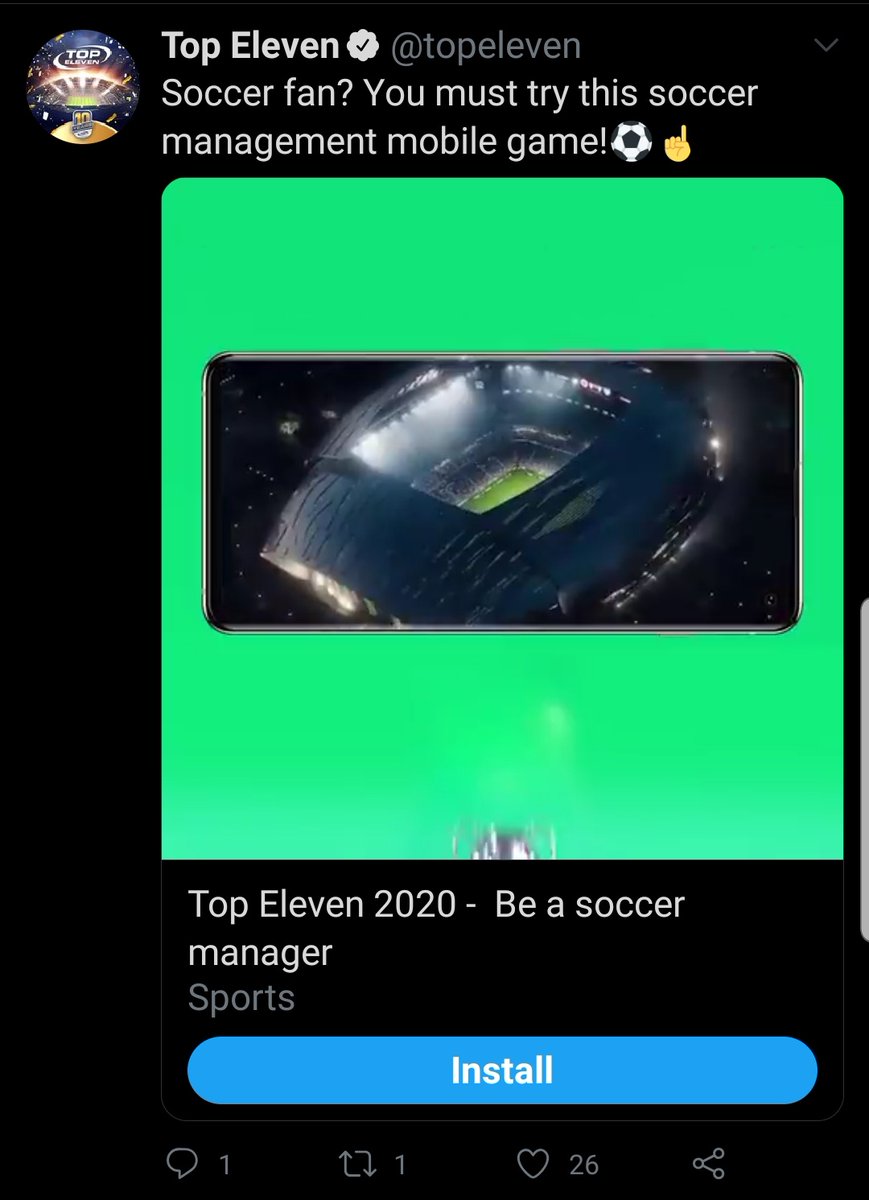 TOP
ELEVEN
10
Top Eleven @topeleven
Soccer fan? You must try this soccer
management mobile game!⚽☝
Top Eleven 2020 - Be a soccer
manager
Sports
Install
1 1 26